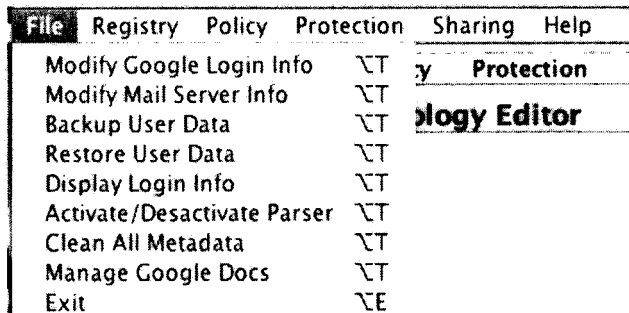 File Registry Policy Protection Sharing Help
Modify Google Login Info ⌥T
Modify Mail Server Info ⌥T
Backup User Data ⌥T
Restore User Data ⌥T
Display Login Info ⌥T
Activate/Desactivate Parser ⌥T
Clean All Metadata ⌥T
Manage Google Docs ⌥T
Exit ⌥E
cy Protection
ology Editor